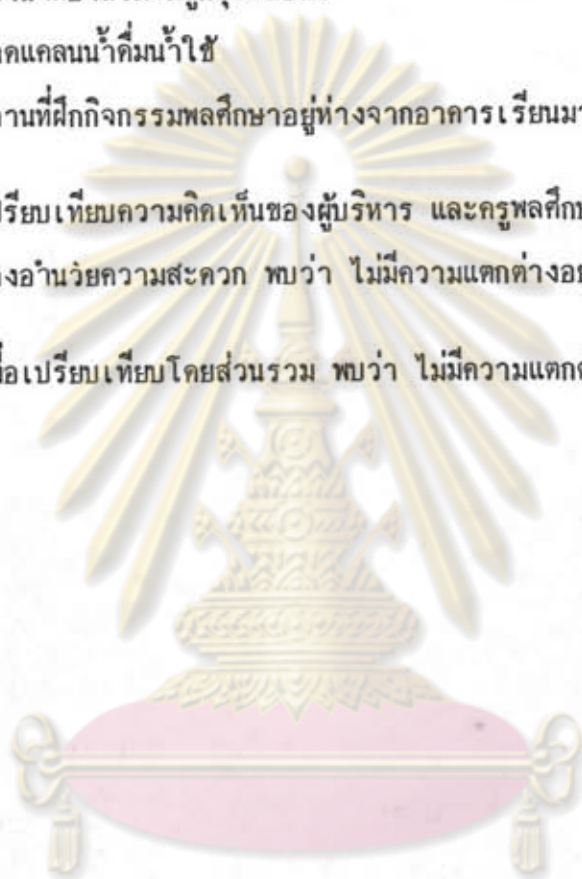 ดแคลนน้ำดื่มน้ำใช้
านที่ฝึกกิจกรรมพลศึกษาอยู่ห่างจากอาคารเรียนมา
ปรียบเทียบความคิดเห็นของผู้บริหาร และครูพลศึกษ
งอำนวยความสะดวก พบว่า ไม่มีความแตกต่างอย
มื่อเปรียบเทียบโดยส่วนรวม พบว่า ไม่มีความแตกต